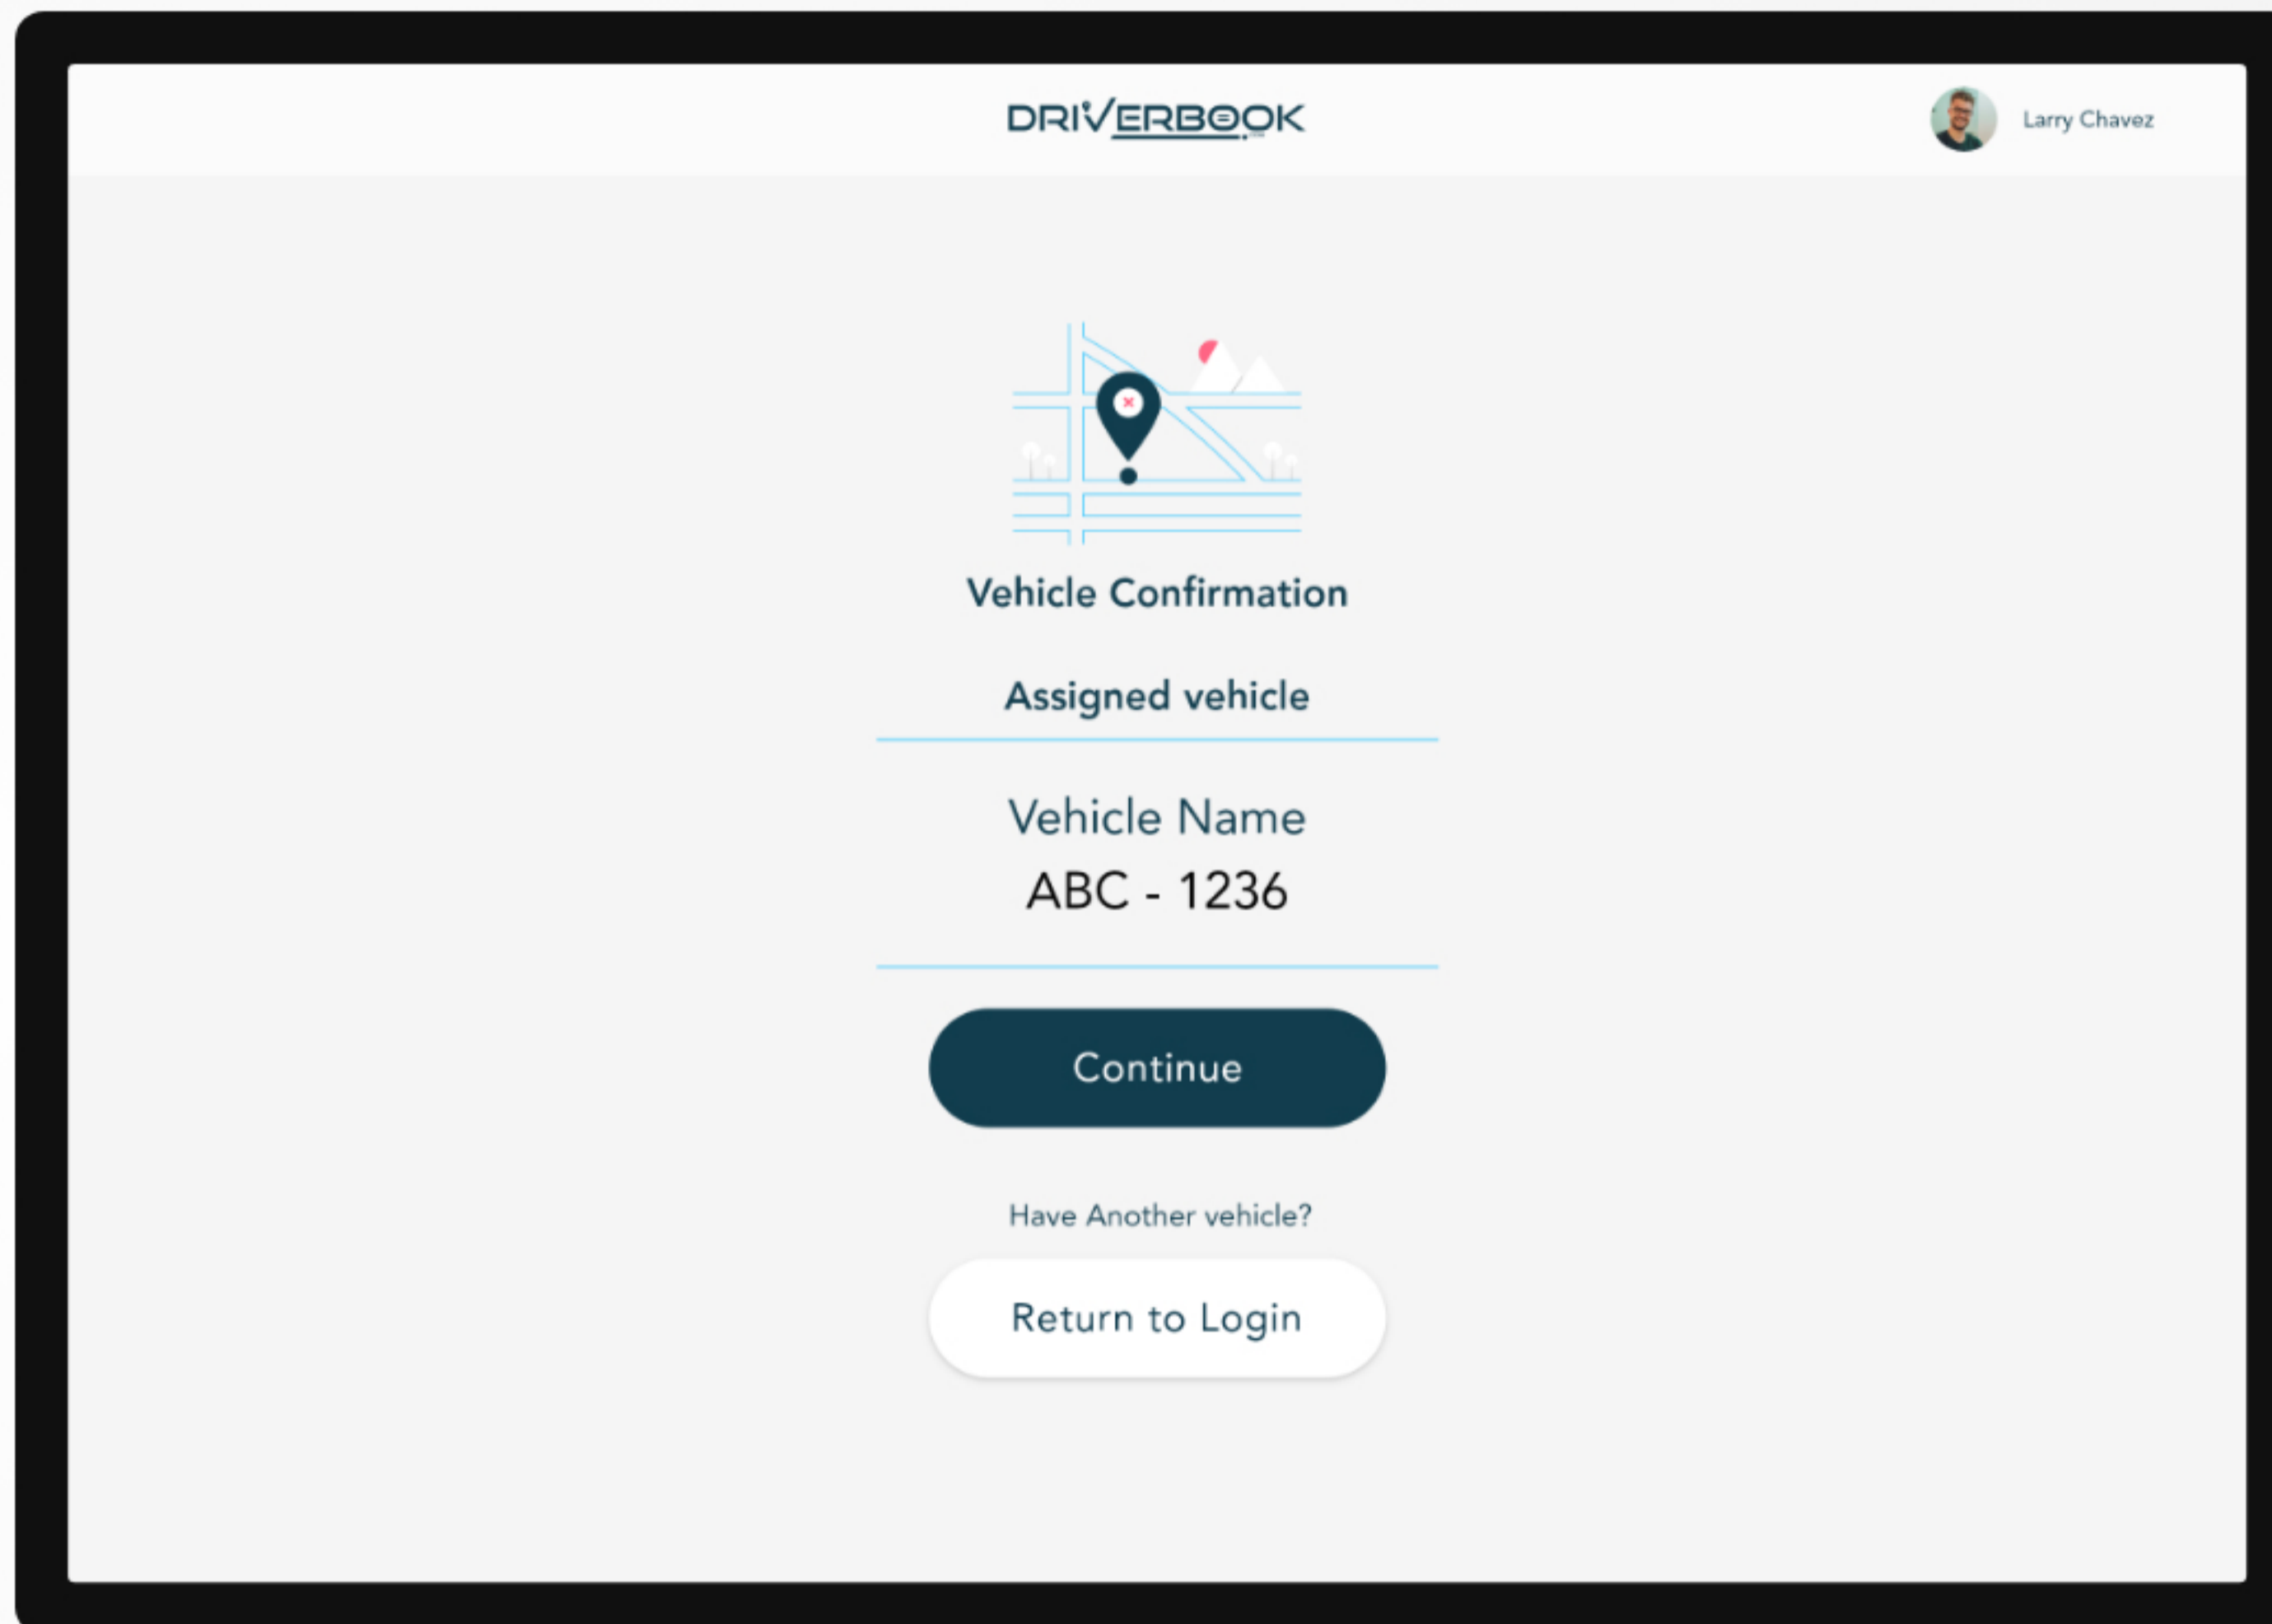 DRIVERBOOK
Larry Chavez
Vehicle Confirmation
Assigned vehicle
Vehicle Name
ABC - 1236
Continue
Have Another vehicle?
Return to Login